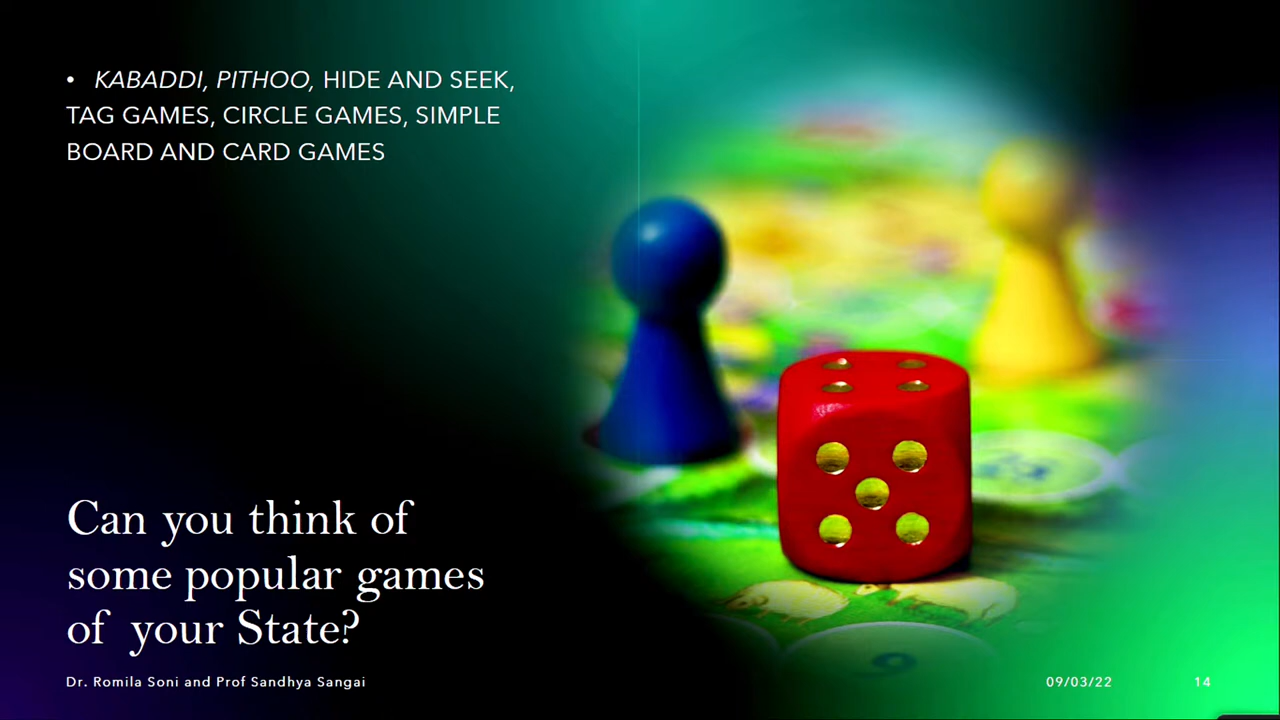 • KABADDI, PITHOO, HIDE AND SEEK,
TAG GAMES, CIRCLE GAMES, SIMPLE
BOARD AND CARD GAMES
Can you think of
some popular games
of your State?
Dr. Romila Soni and Prof Sandhya Sangai
09/03/22
14